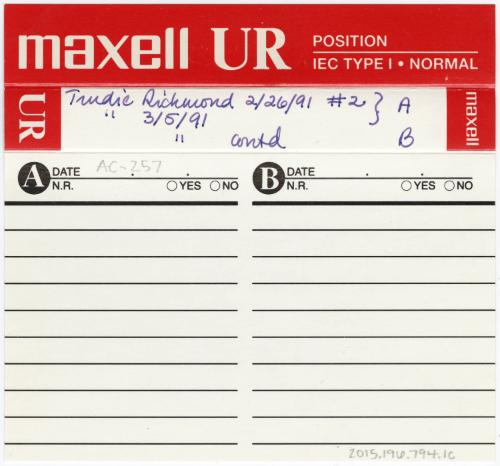 maxell UR POSITION
IEC TYPE I • NORMAL
UR
Trudie Richmond 2/26/91 #2 } A
" 3/5/91
" contd B
maxell
A DATE AC-257 . .
N.R. ○YES ○NO
B DATE . .
N.R. ○YES ○NO
2015.196.794.1c